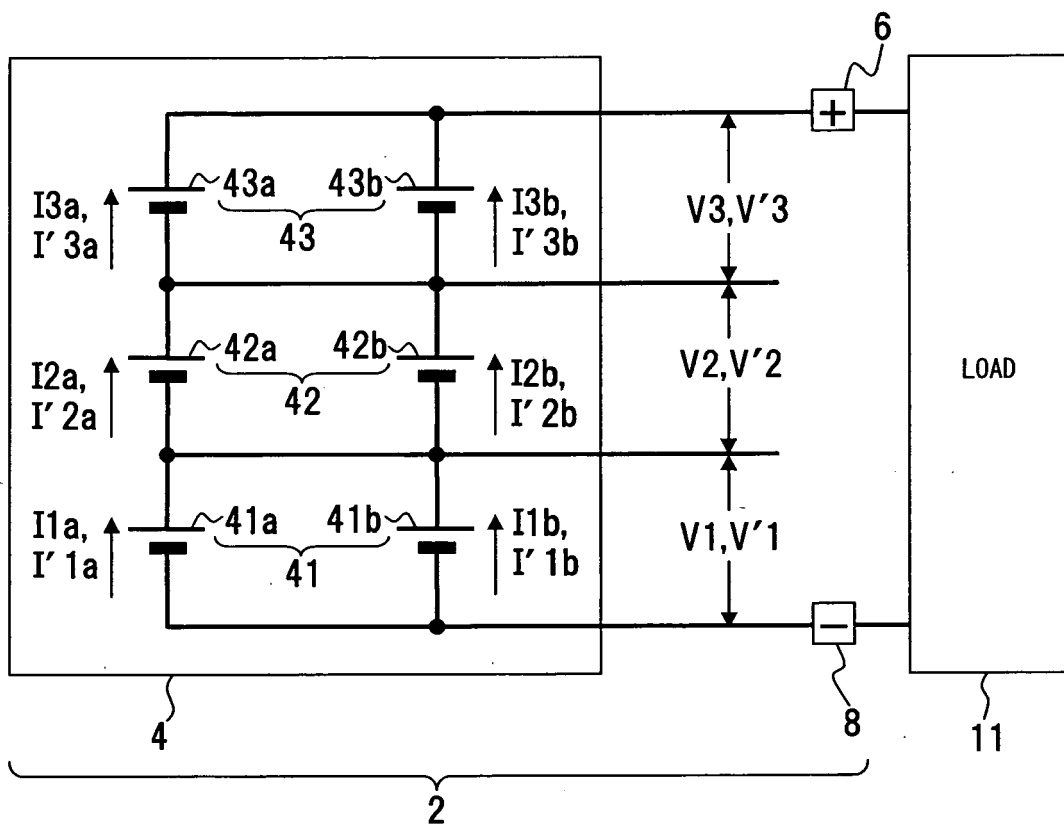 6
+
43a
43b
I3a,
I′3a
43
I3b,
I′3b
V3,V′3
42a
42b
I2a,
I′2a
42
I2b,
I′2b
V2,V′2
LOAD
41a
41b
I1a,
I′1a
41
I1b,
I′1b
V1,V′1
−
4
8
11
2